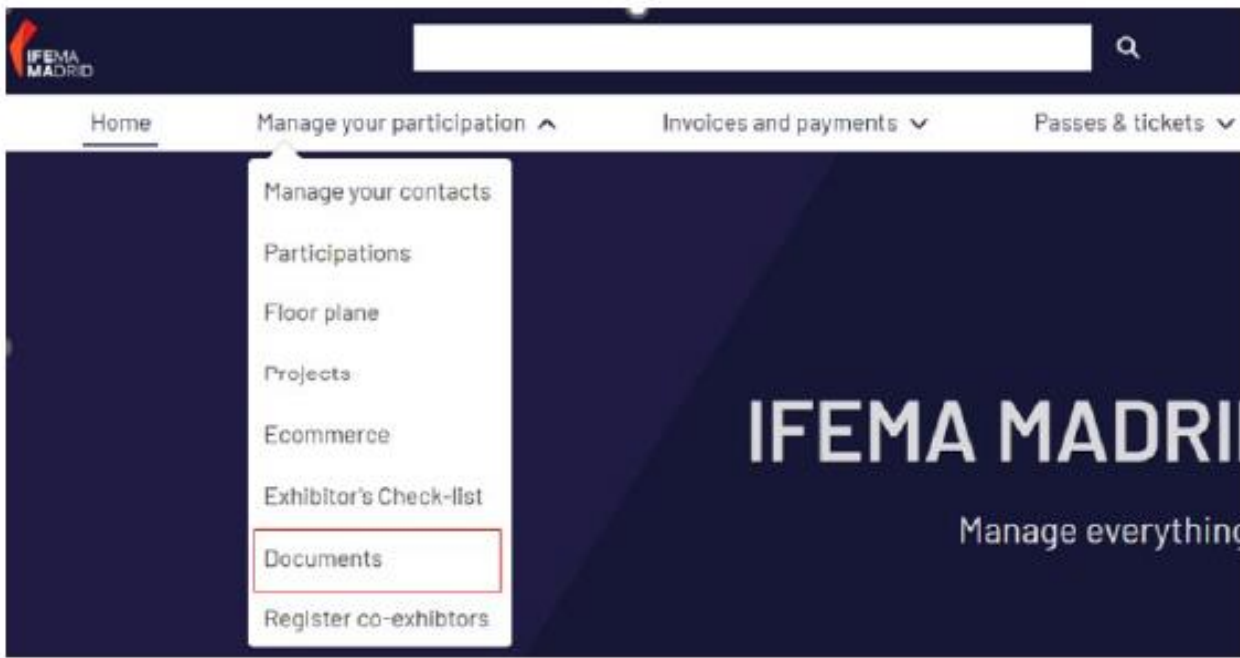 IFEMA
MADRID
Home Manage your participation Invoices and payments Passes & tickets
Manage your contacts
Participations
Floor plane
Projects
Ecommerce
Exhibitor's Check-list
Documents
Register co-exhibtors
IFEMA MADRI
Manage everything